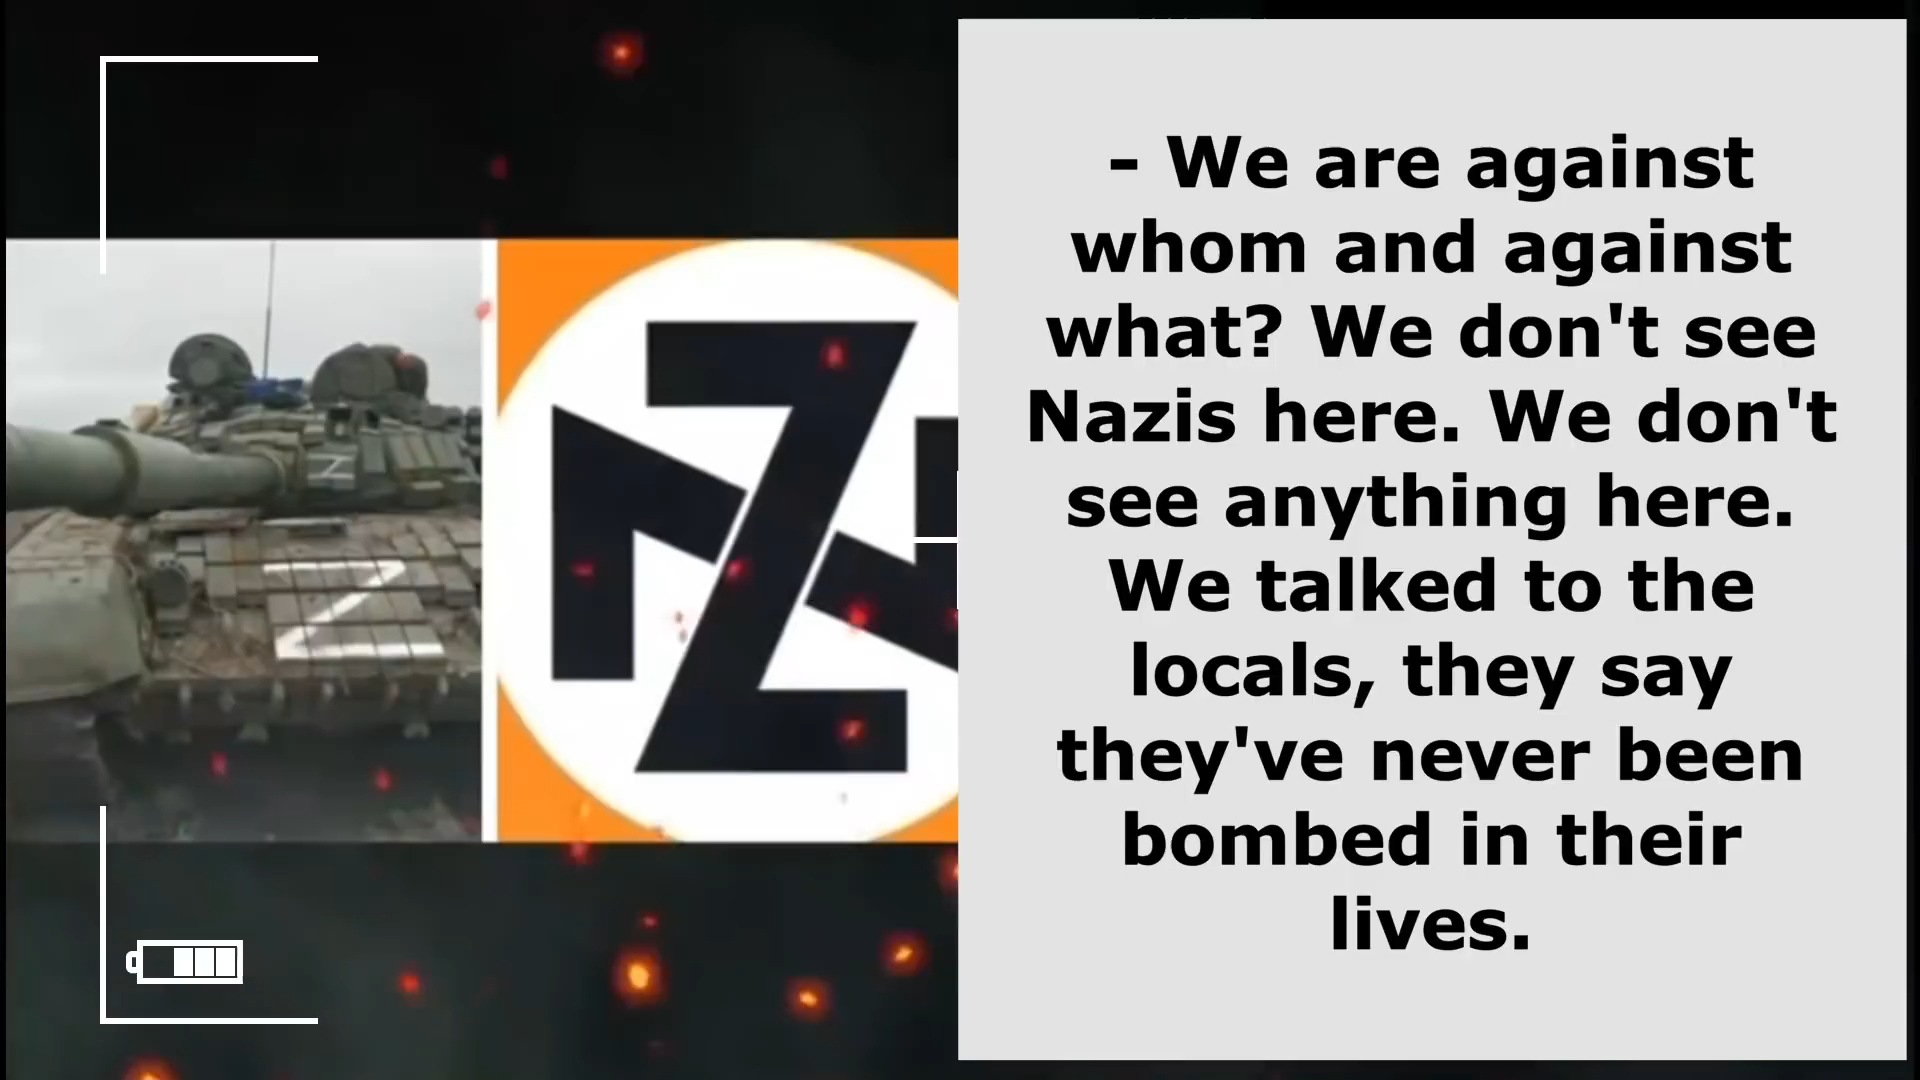 Z
Z
NZN
- We are against
whom and against
what? We don't see
Nazis here. We don't
see anything here.
We talked to the
locals, they say
they've never been
bombed in their
lives.